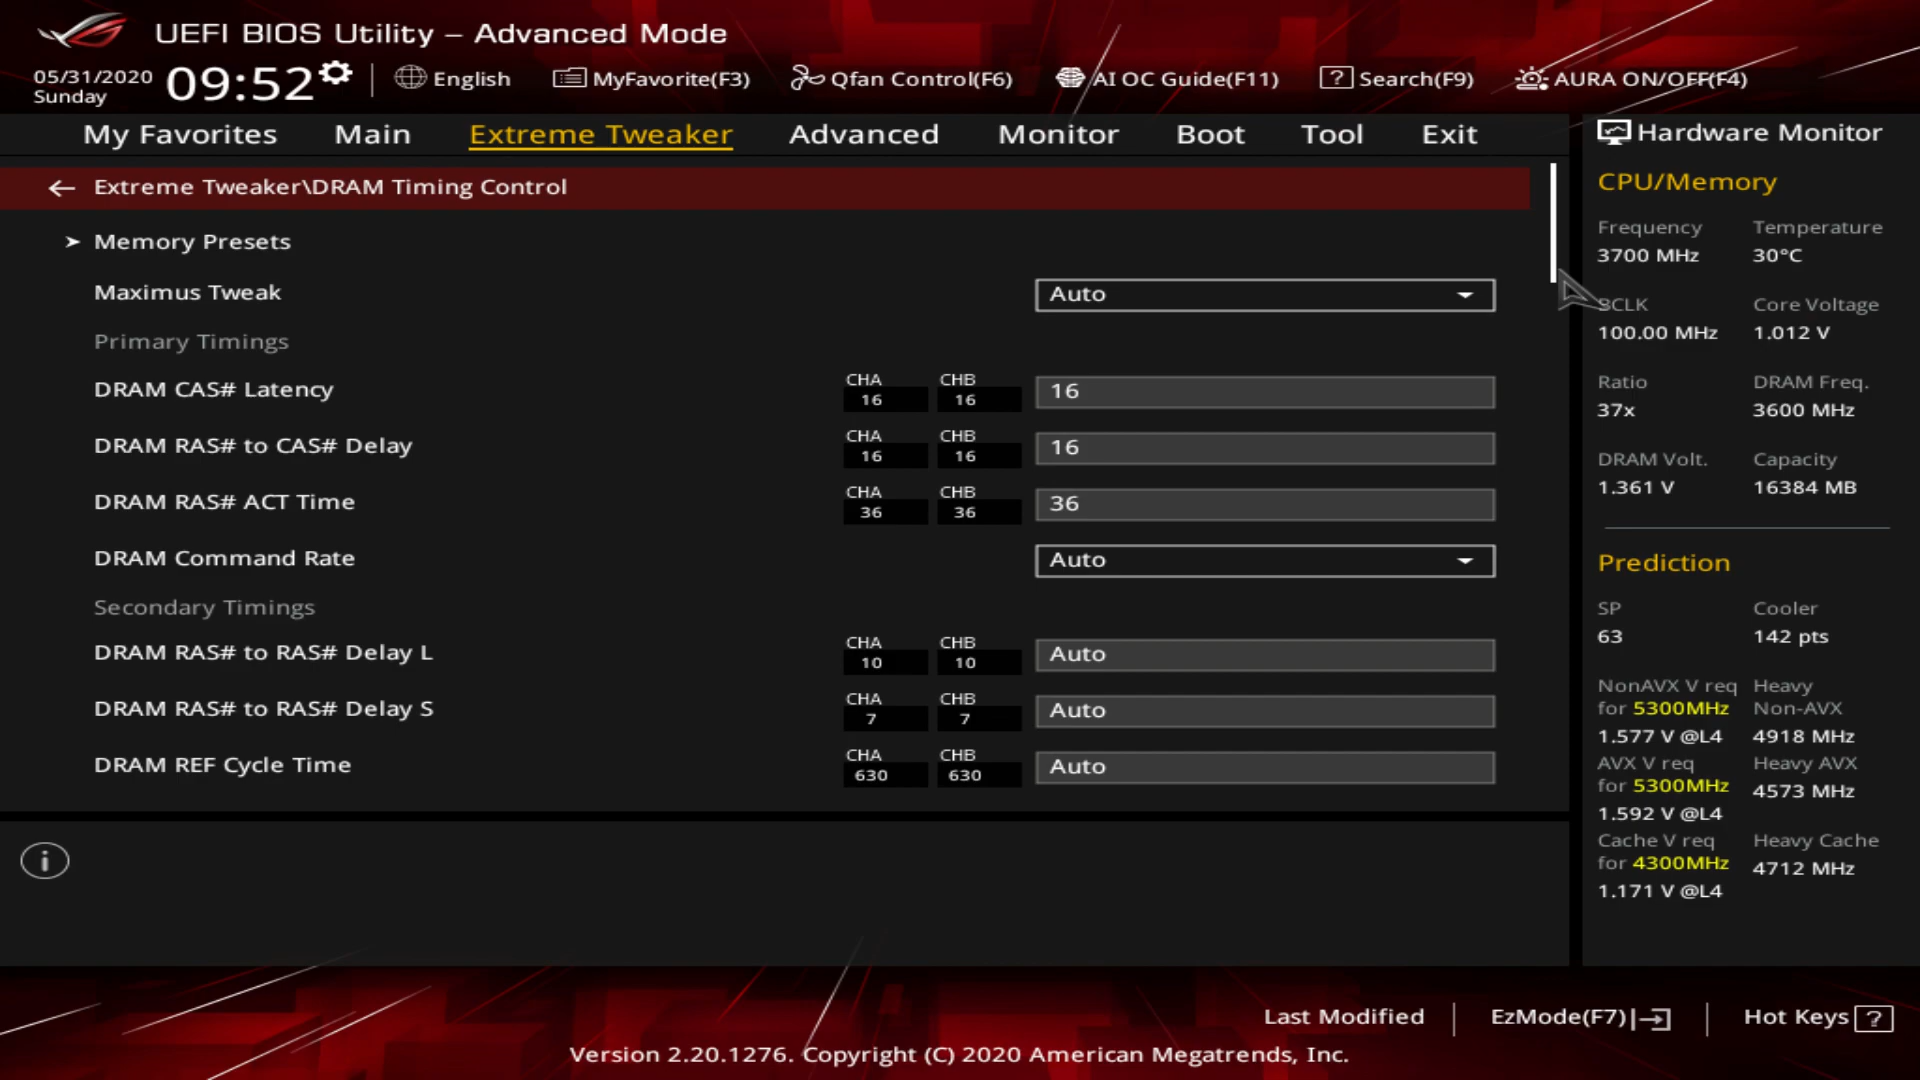 UEFI BIOS Utility – Advanced Mode
05/31/2020
Sunday
09:52
English
MyFavorite(F3)
Qfan Control(F6)
AI OC Guide(F11)
? Search(F9)
AURA ON/OFF(F4)
My Favorites
Main
Extreme Tweaker
Advanced
Monitor
Boot
Tool
Exit
Extreme Tweaker\DRAM Timing Control
Memory Presets
Maximus Tweak
Auto
Primary Timings
DRAM CAS# Latency
CHA
16
CHB
16
16
DRAM RAS# to CAS# Delay
CHA
16
CHB
16
16
DRAM RAS# ACT Time
CHA
36
CHB
36
36
DRAM Command Rate
Auto
Secondary Timings
DRAM RAS# to RAS# Delay L
CHA
10
CHB
10
Auto
DRAM RAS# to RAS# Delay S
CHA
7
CHB
7
Auto
DRAM REF Cycle Time
CHA
630
CHB
630
Auto
Hardware Monitor
CPU/Memory
Frequency
3700 MHz
Temperature
30°C
BCLK
100.00 MHz
Core Voltage
1.012 V
Ratio
37x
DRAM Freq.
3600 MHz
DRAM Volt.
1.361 V
Capacity
16384 MB
Prediction
SP
63
Cooler
142 pts
NonAVX V req
for 5300MHz
1.577 V @L4
Heavy
Non-AVX
4918 MHz
AVX V req
for 5300MHz
1.592 V @L4
Heavy AVX
4573 MHz
Cache V req
for 4300MHz
1.171 V @L4
Heavy Cache
4712 MHz
Last Modified
EzMode(F7)
Hot Keys ?
Version 2.20.1276. Copyright (C) 2020 American Megatrends, Inc.